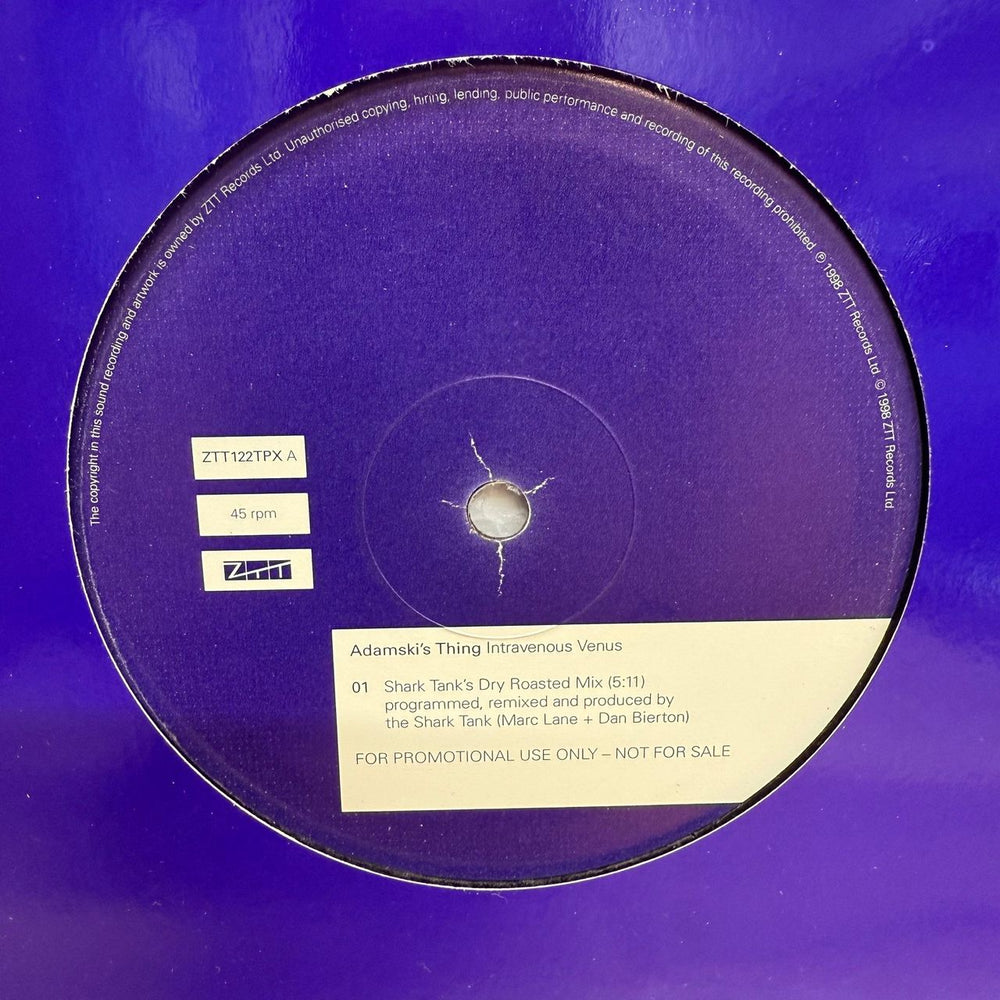 The copyright in this sound recording and artwork is owned by ZTT Records Ltd. Unauthorised copying, hiring, lending, public performance and recording of this recording prohibited ℗ 1998 ZTT Records Ltd © 1998 ZTT Records Ltd.
ZTT122TPX A
45 rpm
ZTT
Adamski's Thing Intravenous Venus
01 Shark Tank's Dry Roasted Mix (5:11)
programmed, remixed and produced by
the Shark Tank (Marc Lane + Dan Bierton)
FOR PROMOTIONAL USE ONLY – NOT FOR SALE